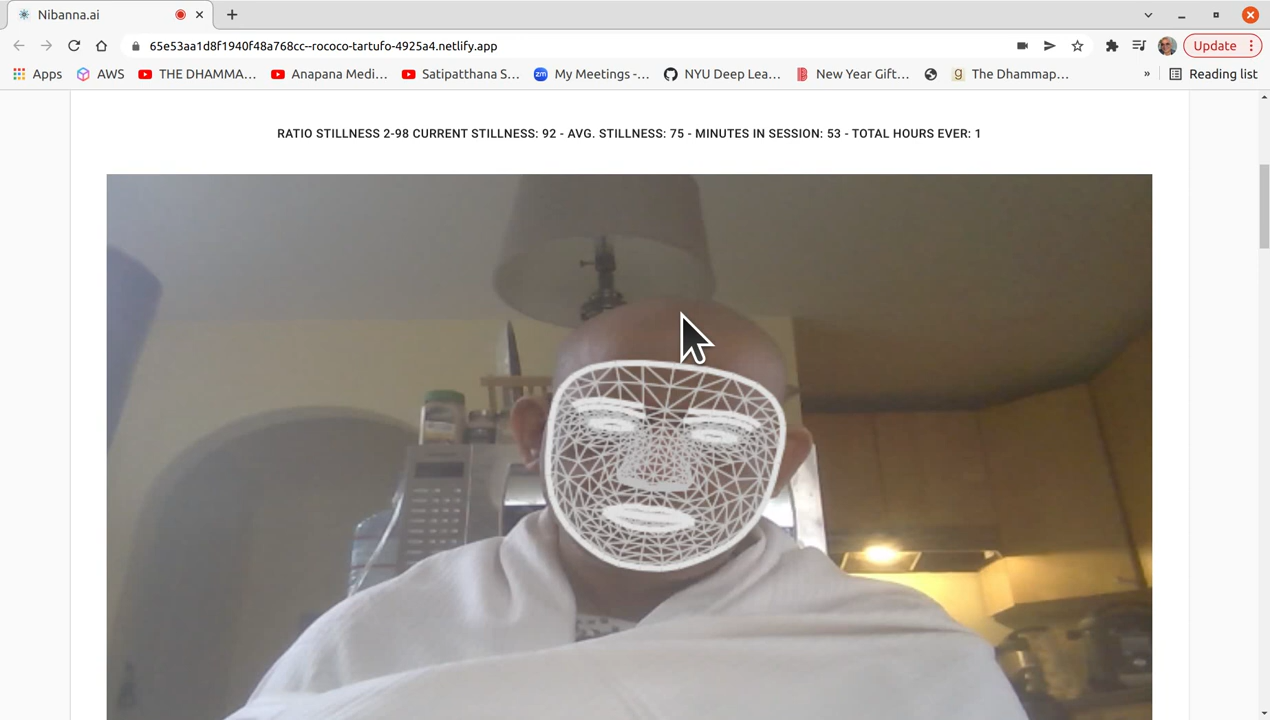 Nibanna.ai
65e53aa1d8f1940f48a768cc--rococo-tartufo-4925a4.netlify.app
Update
Apps
AWS
THE DHAMMA...
Anapana Medi...
Satipatthana S...
zm
My Meetings -...
NYU Deep Lea...
New Year Gift...
g
The Dhammap...
»
Reading list
RATIO STILLNESS 2-98 CURRENT STILLNESS: 92 - AVG. STILLNESS: 75 - MINUTES IN SESSION: 53 - TOTAL HOURS EVER: 1